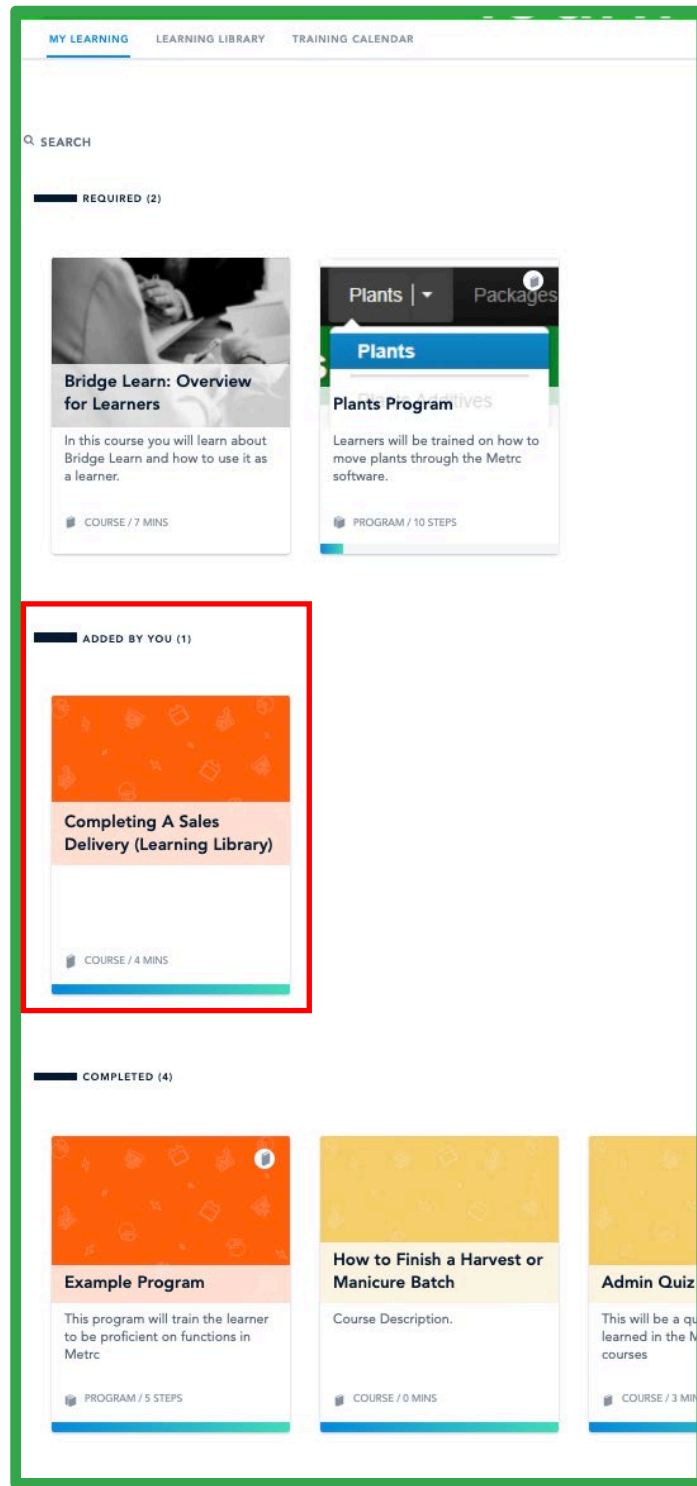 MY LEARNING LEARNING LIBRARY TRAINING CALENDAR
SEARCH
REQUIRED (2)
Plants Packages
Plants
Plants Additives
Bridge Learn: Overview
for Learners
Plants Program
In this course you will learn about
Bridge Learn and how to use it as
a learner.
Learners will be trained on how to
move plants through the Metrc
software.
COURSE / 7 MINS
PROGRAM / 10 STEPS
ADDED BY YOU (1)
Completing A Sales
Delivery (Learning Library)
COURSE / 4 MINS
COMPLETED (4)
Example Program
This program will train the learner
to be proficient on functions in
Metrc
PROGRAM / 5 STEPS
How to Finish a Harvest or
Manicure Batch
Course Description.
COURSE / 0 MINS
Admin Quiz
This will be a
learned in the
courses
COURSE / 3